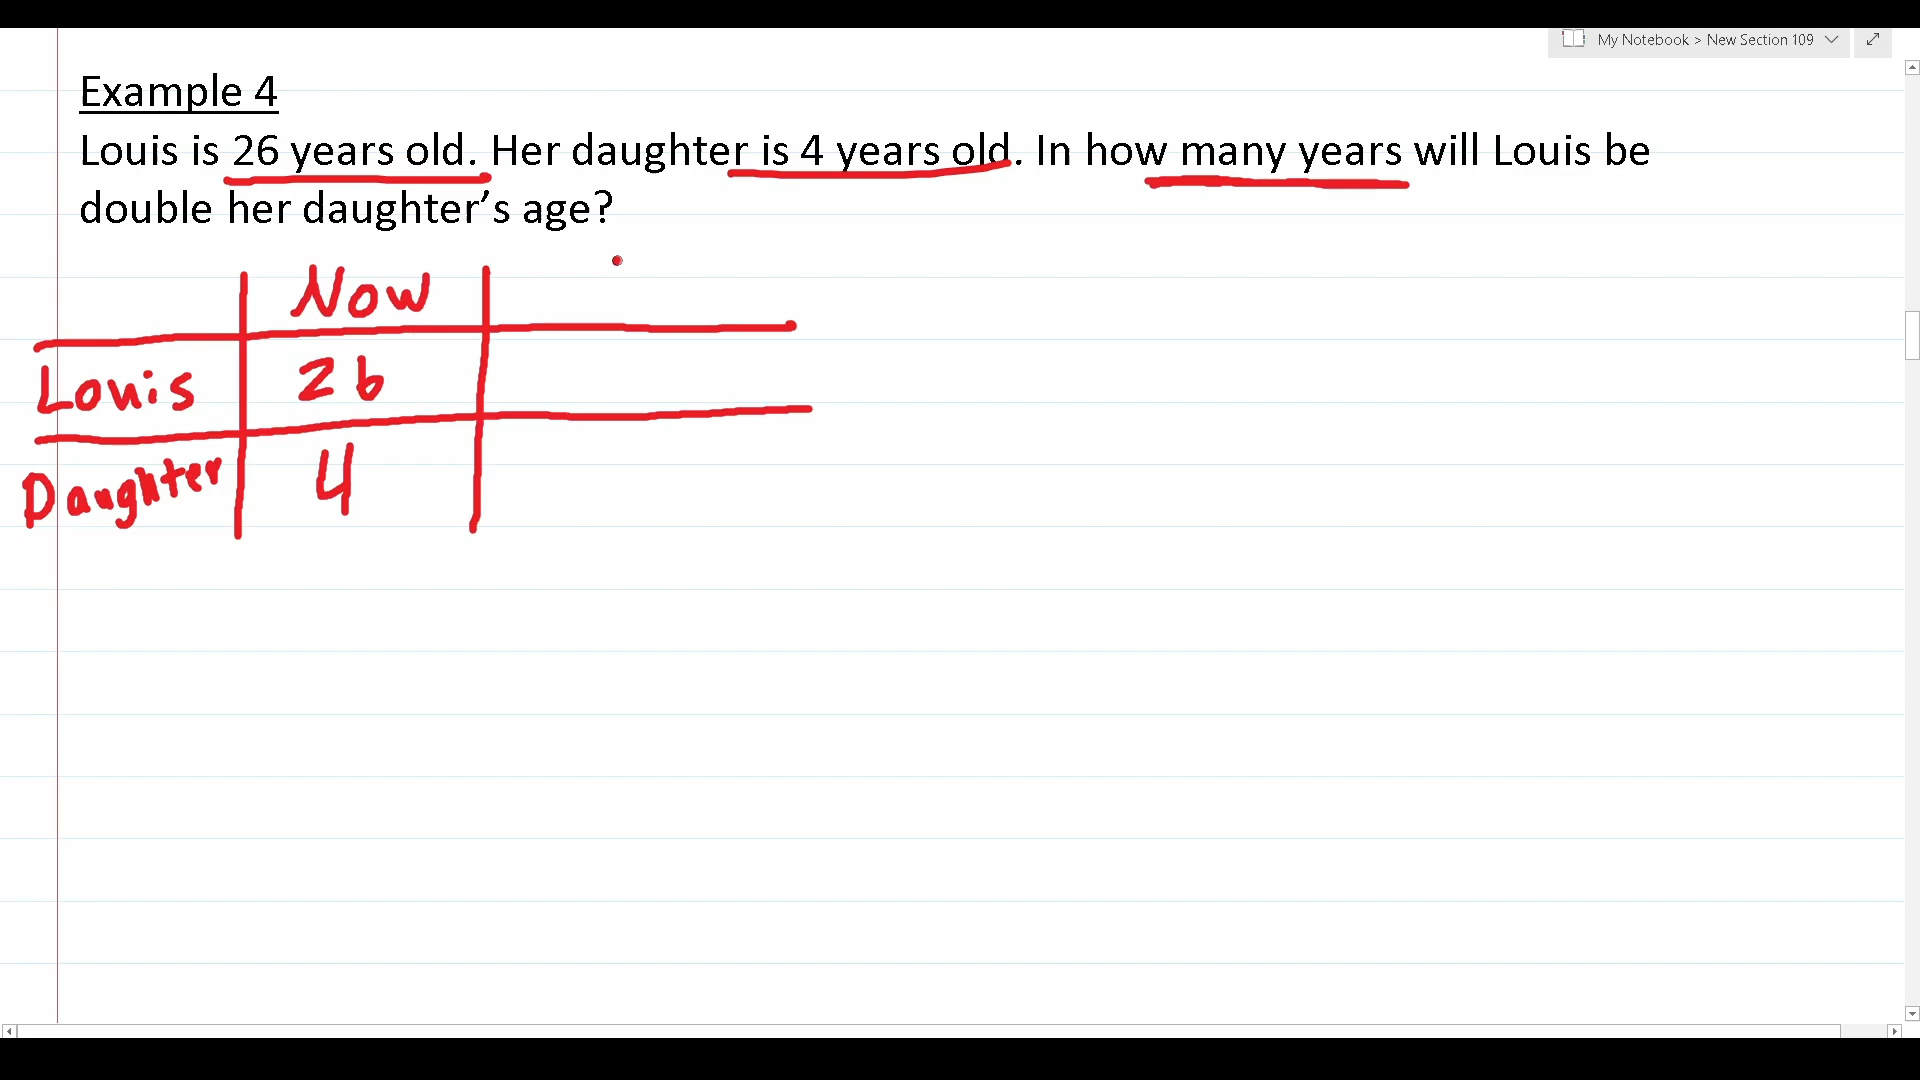 My Notebook > New Section 109
Example 4
Louis is 26 years old. Her daughter is 4 years old. In how many years will Louis be
double her daughter’s age?
Now
Louis 26
Daughter 4